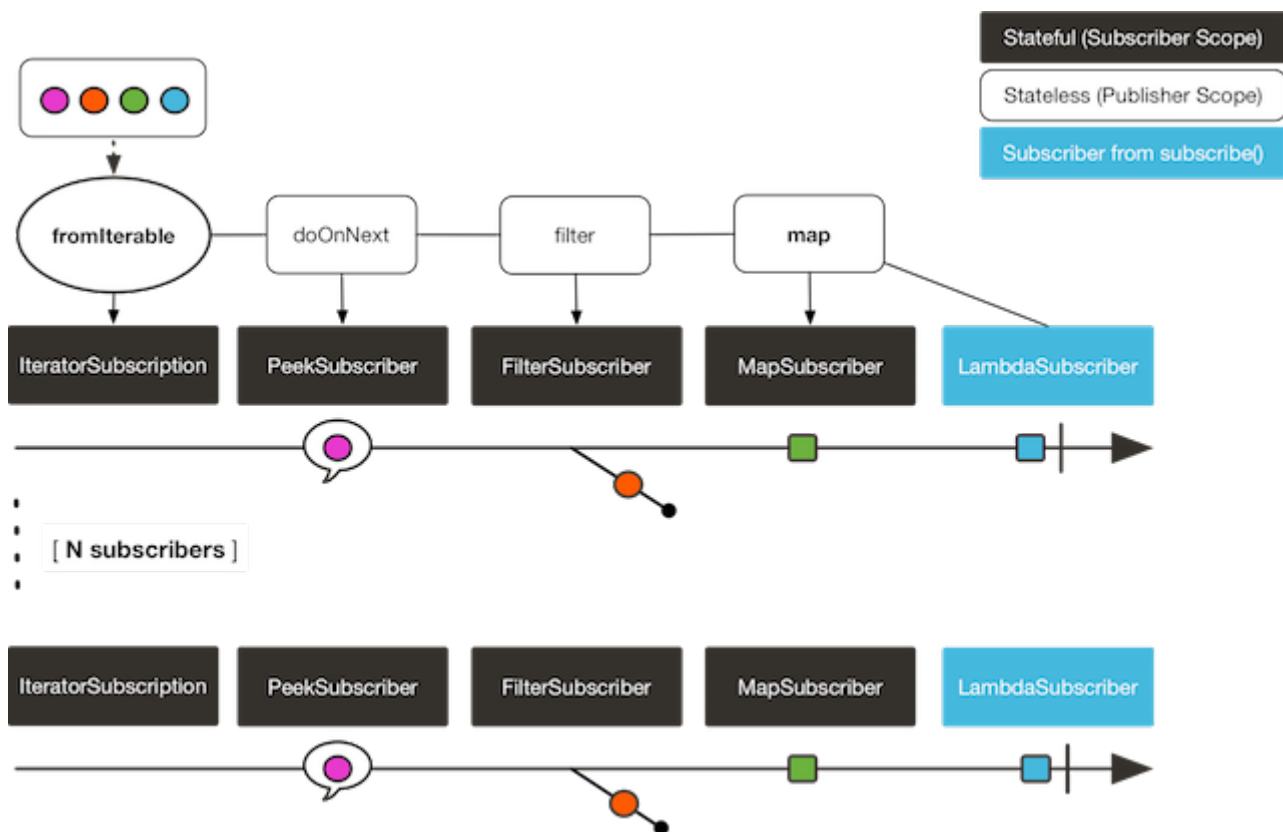 Stateful (Subscriber Scope)
Stateless (Publisher Scope)
Subscriber from subscribe()
fromIterable
doOnNext
filter
map
IteratorSubscription
PeekSubscriber
FilterSubscriber
MapSubscriber
LambdaSubscriber
[ N subscribers ]
IteratorSubscription
PeekSubscriber
FilterSubscriber
MapSubscriber
LambdaSubscriber